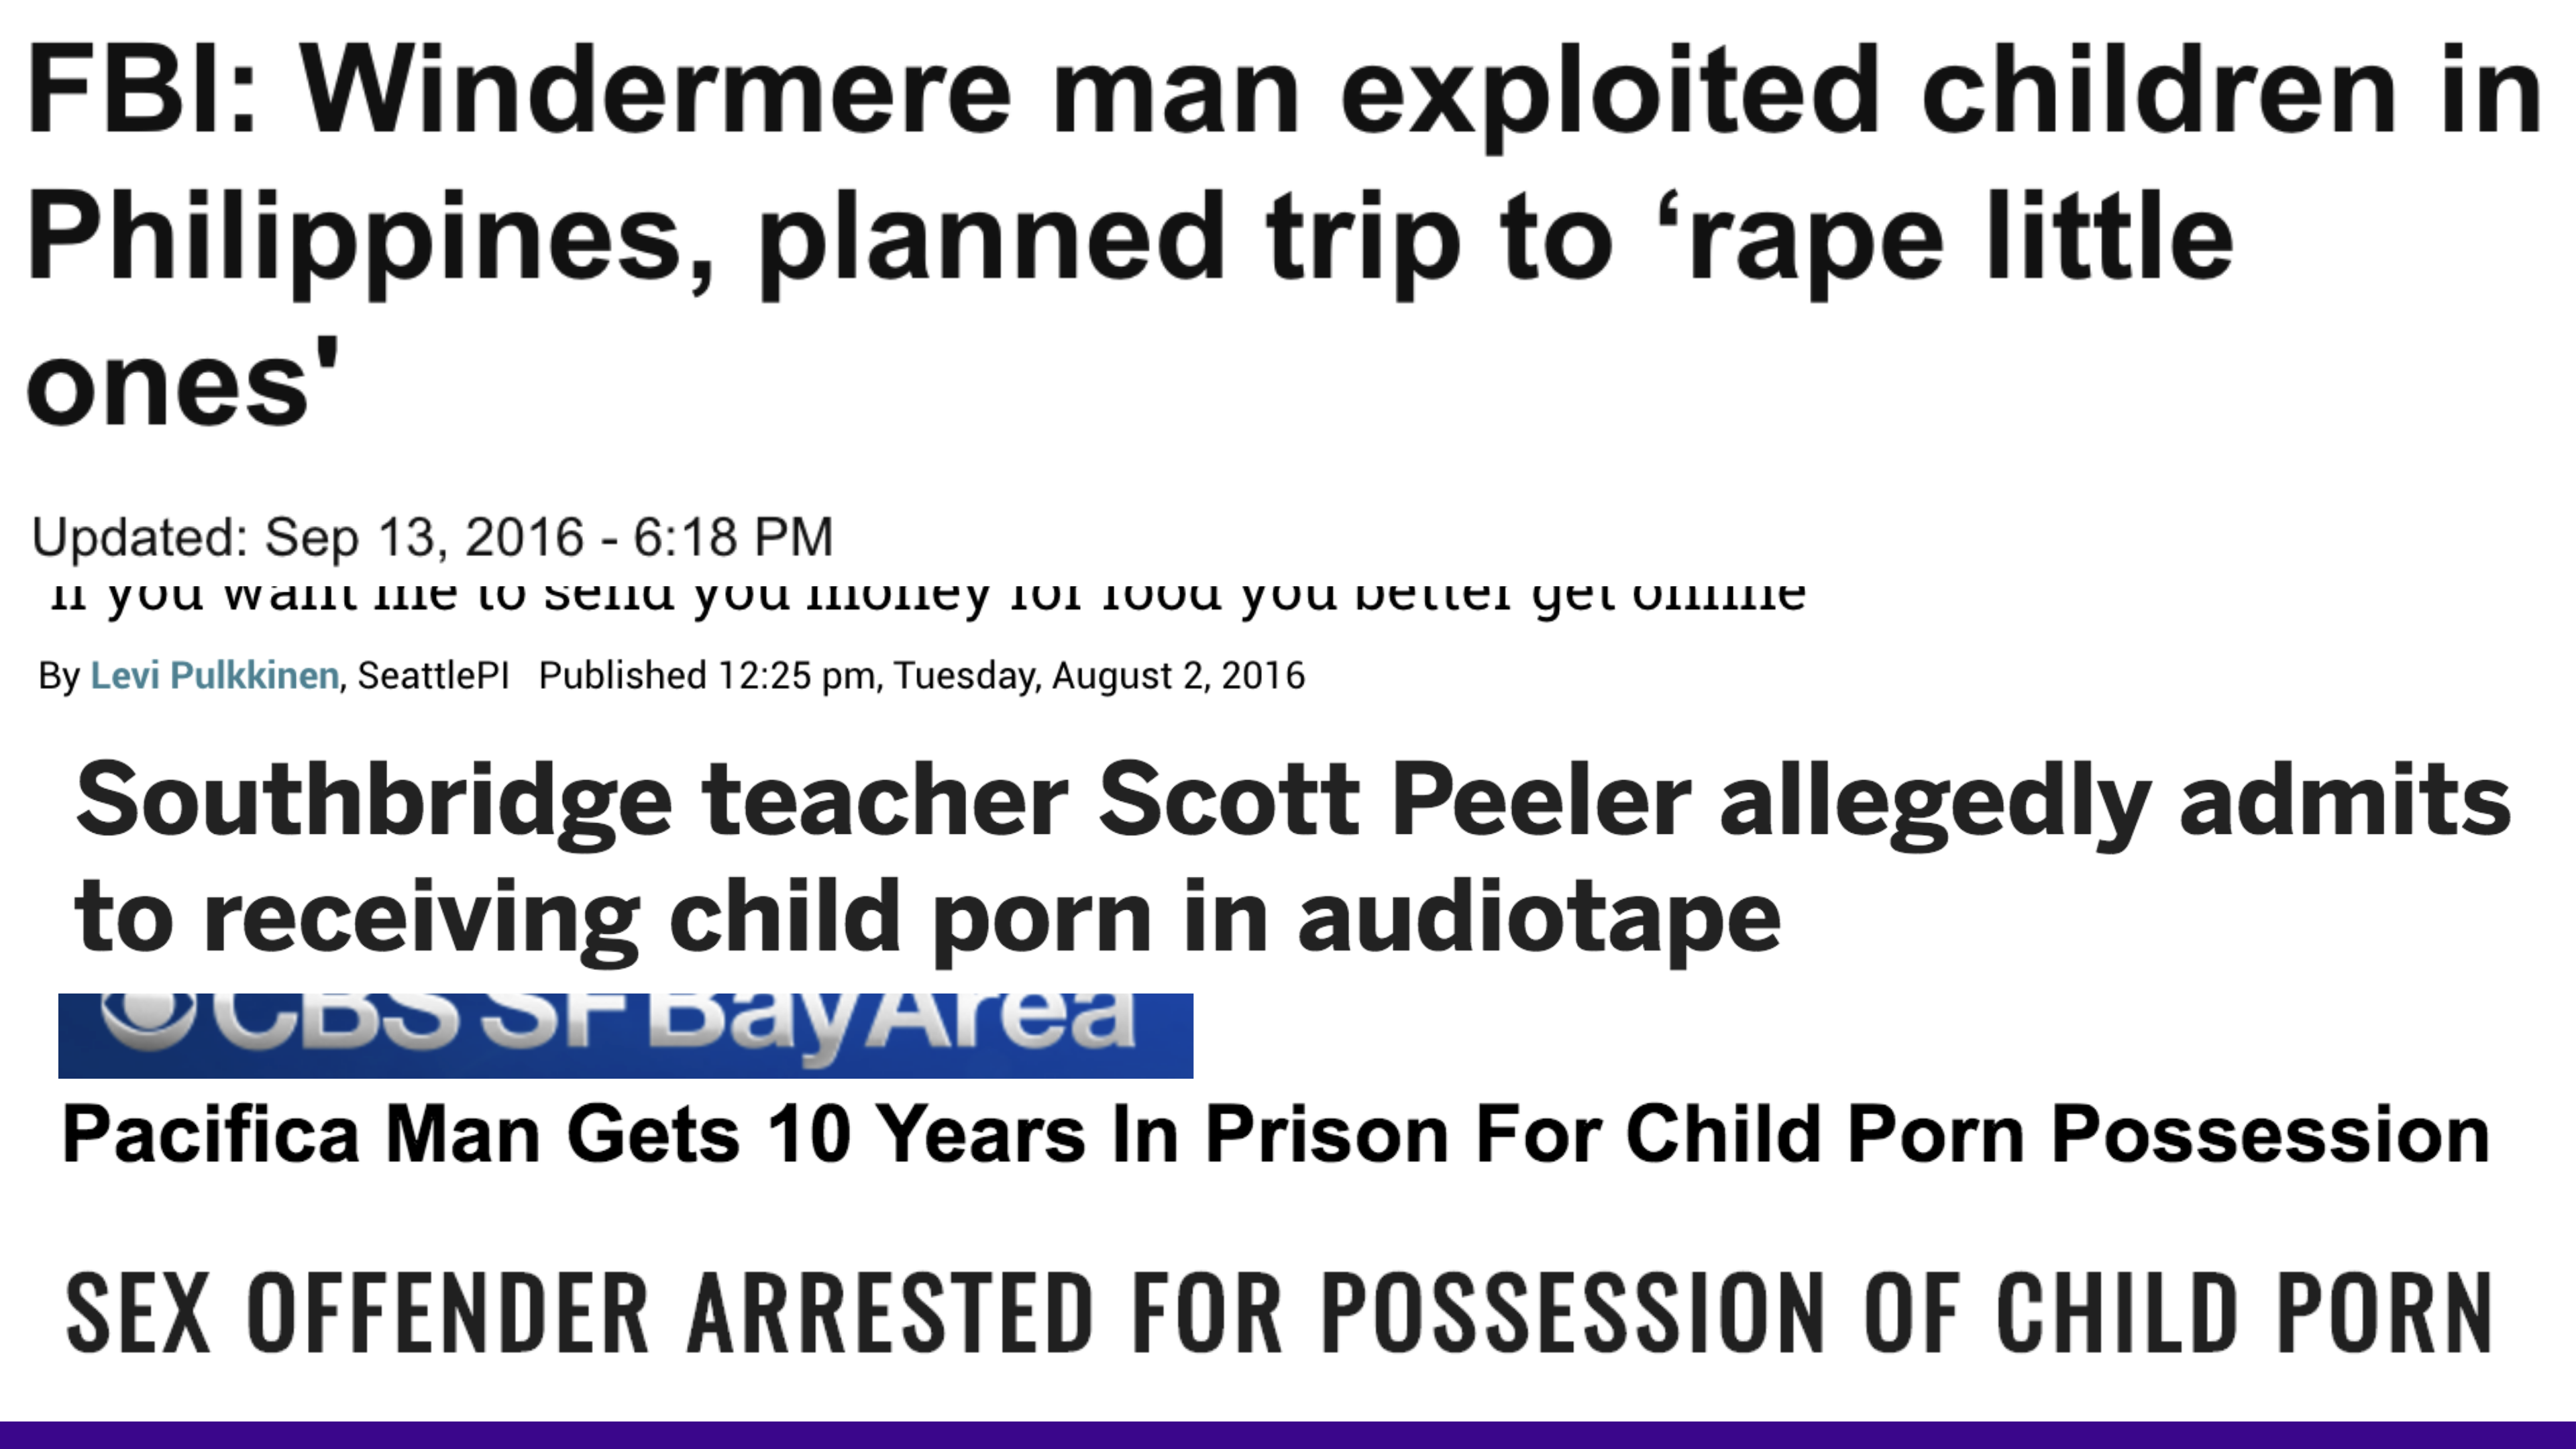 FBI: Windermere man exploited children in
Philippines, planned trip to ‘rape little
ones'
Updated: Sep 13, 2016 - 6:18 PM
if you want me to send you money for food you better get online
By Levi Pulkkinen, SeattlePI Published 12:25 pm, Tuesday, August 2, 2016
Southbridge teacher Scott Peeler allegedly admits
to receiving child porn in audiotape
CBS SF BayArea
Pacifica Man Gets 10 Years In Prison For Child Porn Possession
SEX OFFENDER ARRESTED FOR POSSESSION OF CHILD PORN